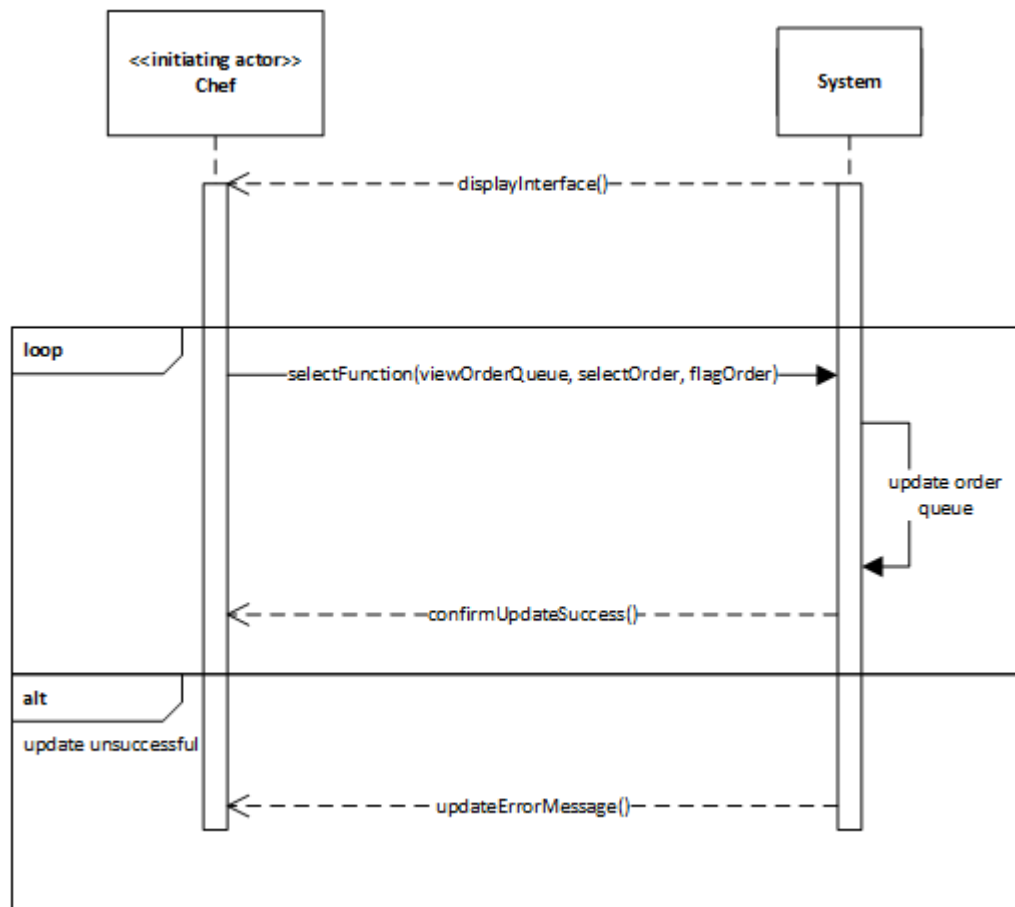 <<initiating actor>>
Chef
System
displayInterface()
loop
selectFunction(viewOrderQueue, selectOrder, flagOrder)
update order
queue
confirmUpdateSuccess()
alt
update unsuccessful
updateErrorMessage()